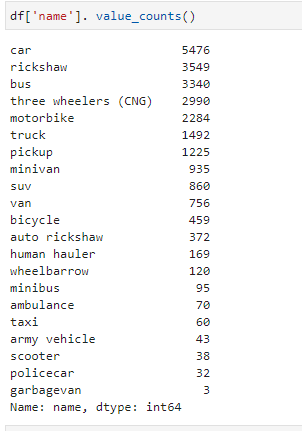 df['name']. value_counts()
car 5476
rickshaw 3549
bus 3340
three wheelers (CNG) 2990
motorbike 2284
truck 1492
pickup 1225
minivan 935
suv 860
van 756
bicycle 459
auto rickshaw 372
human hauler 169
wheelbarrow 120
minibus 95
ambulance 70
taxi 60
army vehicle 43
scooter 38
policecar 32
garbagevan 3
Name: name, dtype: int64